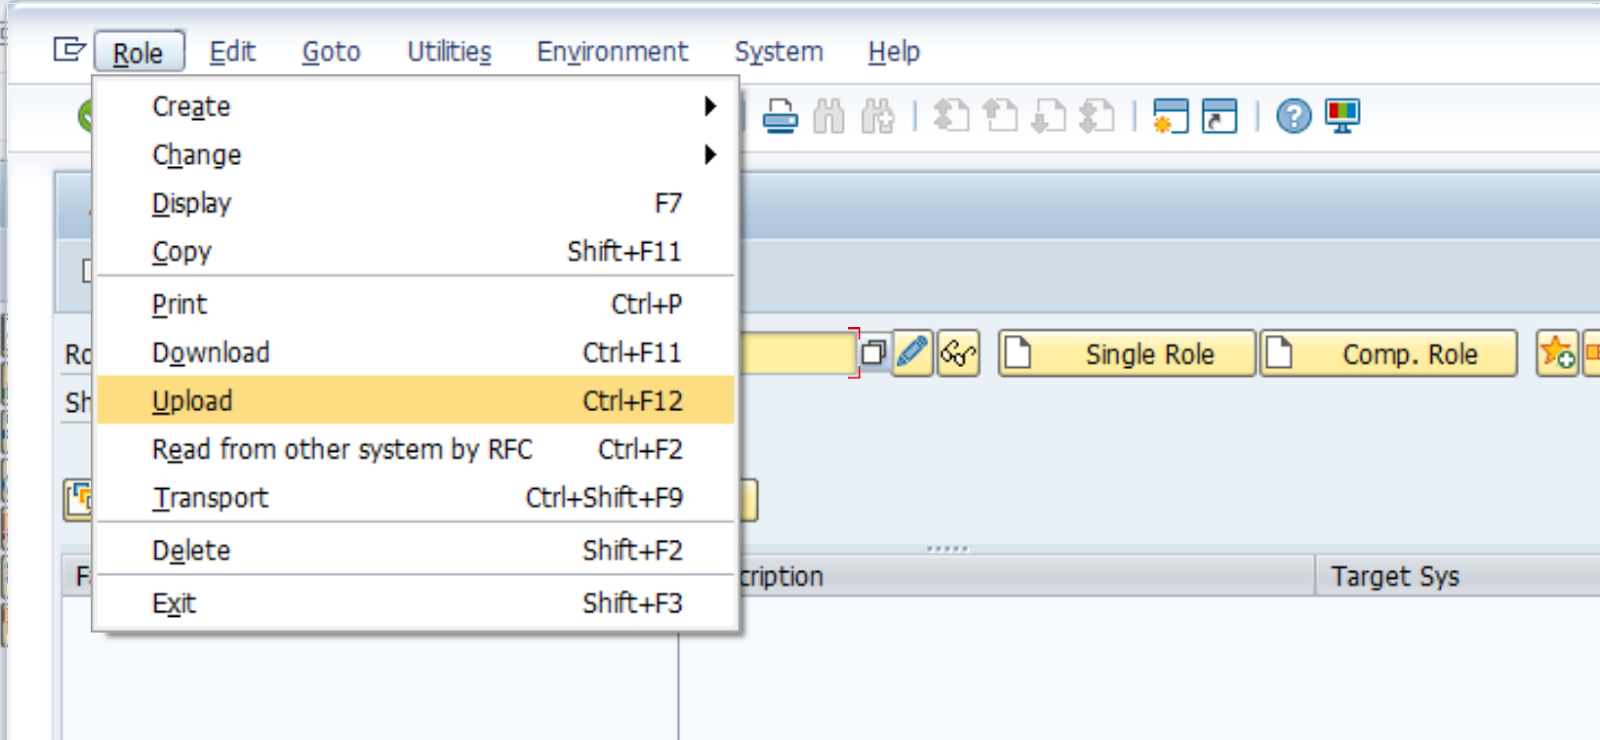 Role Edit Goto Utilities Environment System Help
Create
Change
Display F7
Copy Shift+F11
Print Ctrl+P
Download Ctrl+F11
Upload Ctrl+F12
Read from other system by RFC Ctrl+F2
Transport Ctrl+Shift+F9
Delete Shift+F2
Exit Shift+F3
Ro
Single Role Comp. Role
Sh
F
cription Target Sys